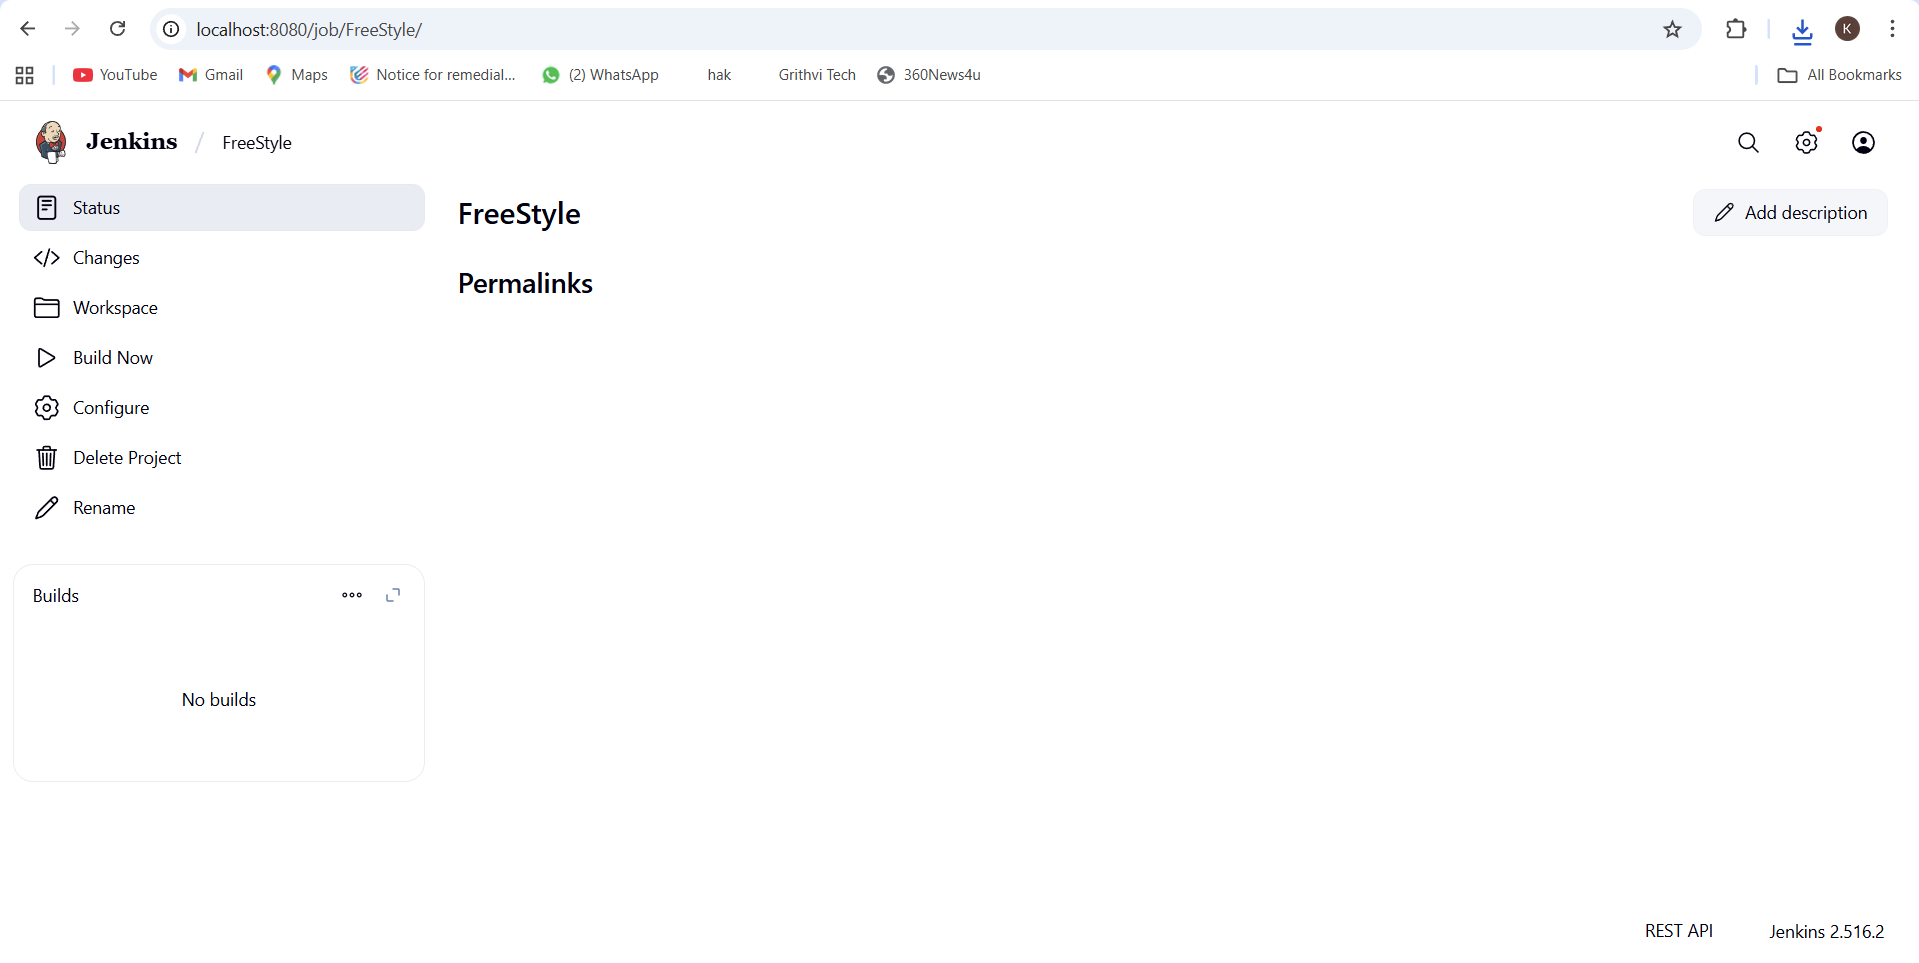 localhost:8080/job/FreeStyle/
K
YouTube Gmail Maps Notice for remedial... (2) WhatsApp hak Grithvi Tech 360News4u All Bookmarks
Jenkins / FreeStyle
Status
Changes
Workspace
Build Now
Configure
Delete Project
Rename
Builds
No builds
FreeStyle
Add description
Permalinks
REST API Jenkins 2.516.2